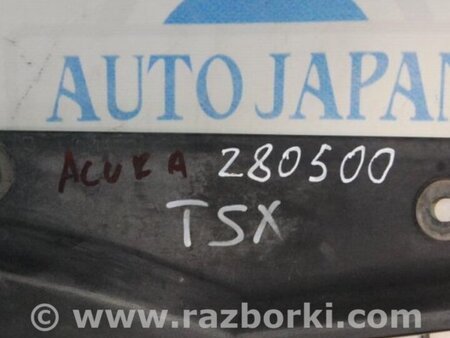 AUTO JAPAN
ACURA 280500
TSX
© www.razborki.com